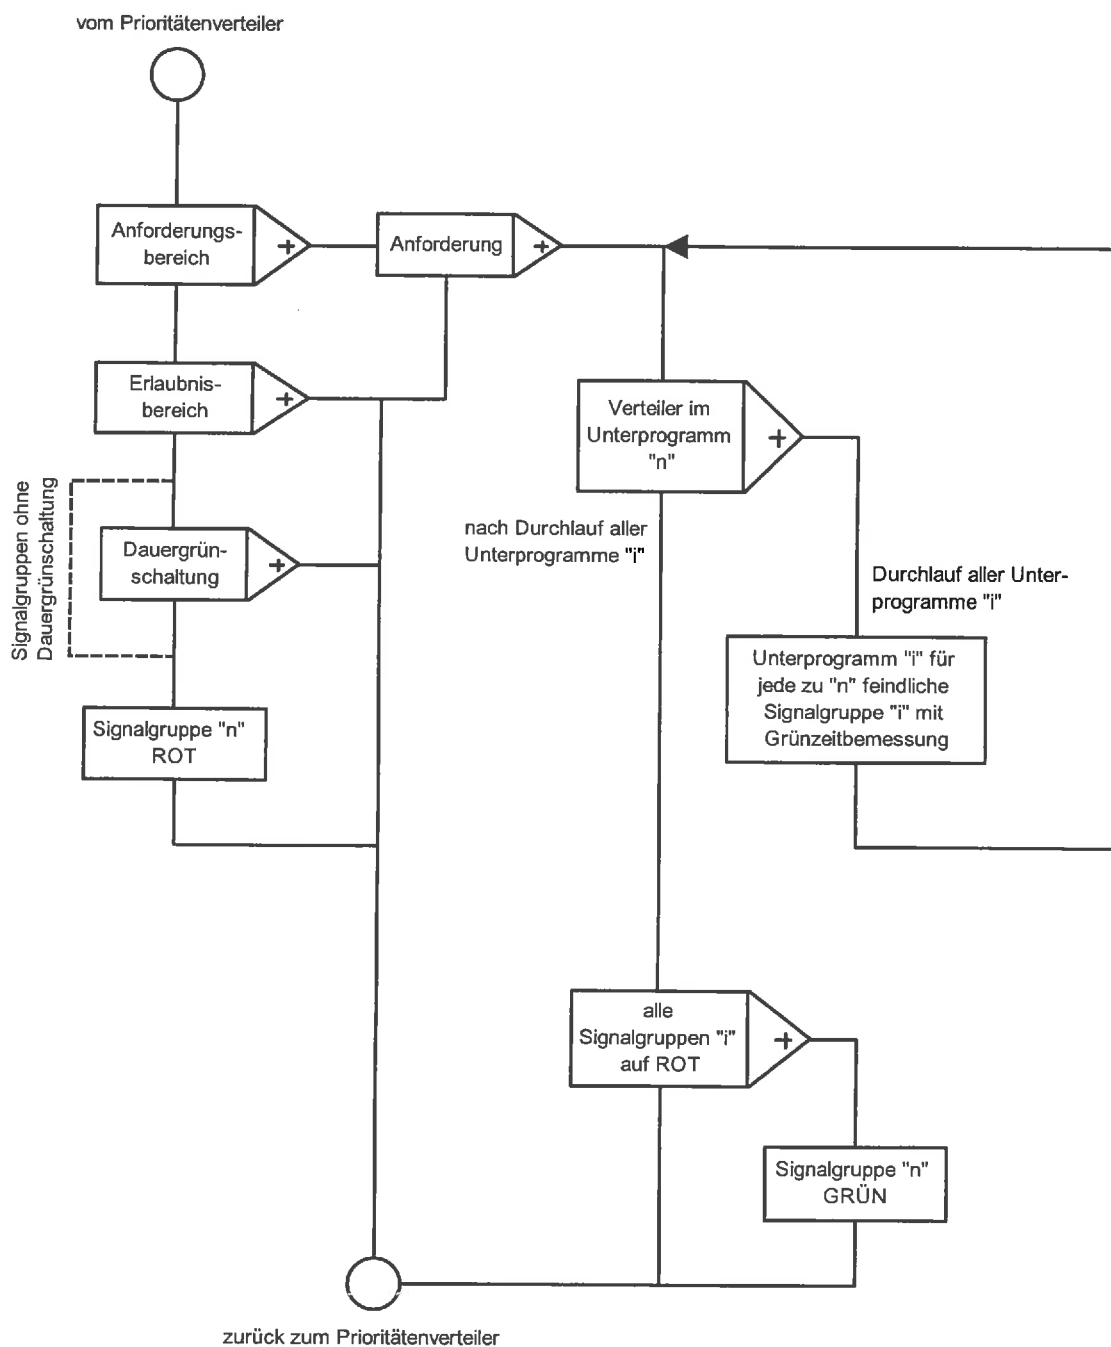 vom Prioritätenverteiler
Anforderungs-
bereich
+
Anforderung
+
Erlaubnis-
bereich
+
Verteiler im
Unterprogramm
"n"
+
Signalgruppen ohne
Dauergrünschaltung
Dauergrün-
schaltung
+
nach Durchlauf aller
Unterprogramme "i"
Durchlauf aller Unter-
programme "i"
Unterprogramm "i" für
jede zu "n" feindliche
Signalgruppe "i" mit
Grünzeitbemessung
Signalgruppe "n"
ROT
alle
Signalgruppen "i"
auf ROT
+
Signalgruppe "n"
GRÜN
zurück zum Prioritätenverteiler